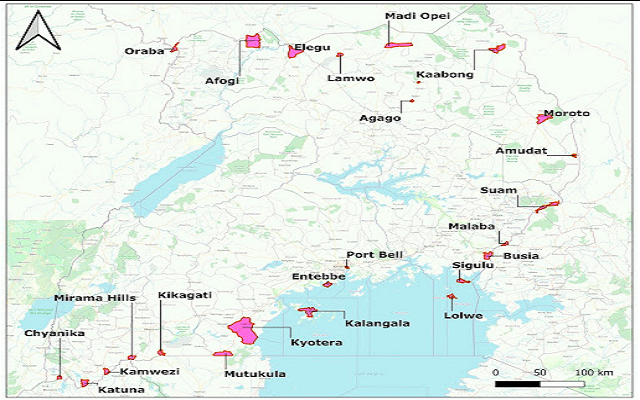 Madi Opei
Oraba
Elegu
Afogi
Lamwo
Kaabong
Agago
Moroto
Amudat
Suam
Malaba
Busia
Port Bell
Sigulu
Entebbe
Mirama Hills
Kikagati
Lolwe
Kalangala
Chyanika
Kyotera
Kamwezi
Mutukula
Katuna
0 50 100 km